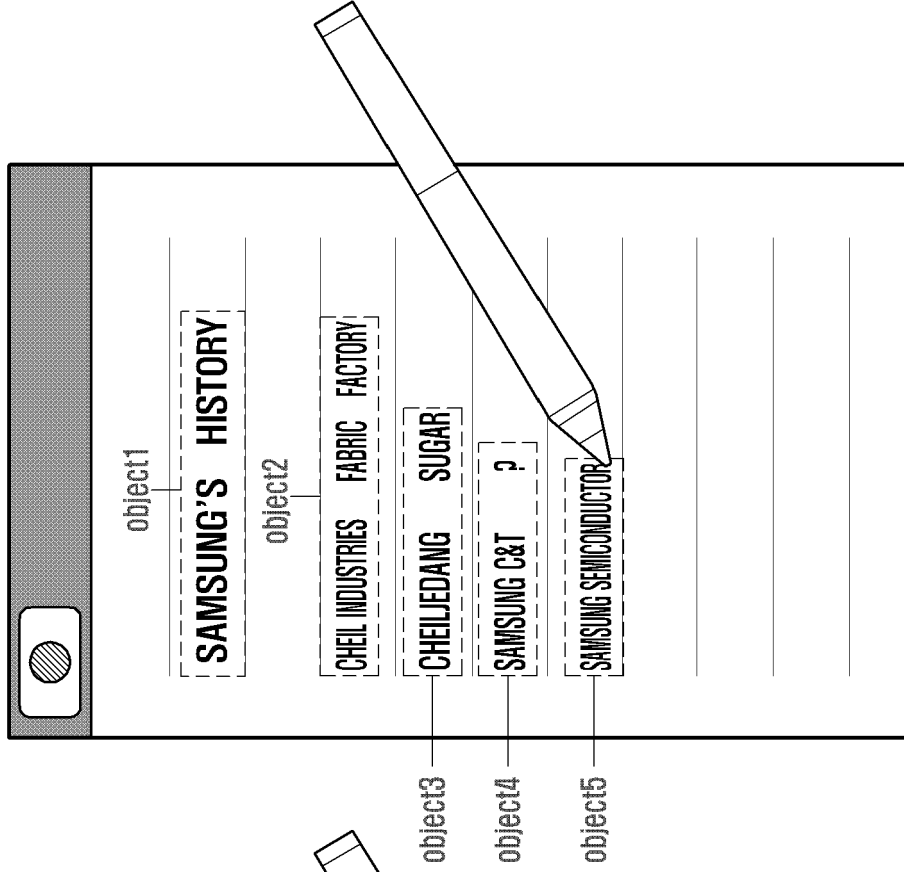 object1
SAMSUNG'S HISTORY
object2
CHEIL INDUSTRIES FABRIC FACTORY
object3 CHEILJEDANG SUGAR
object4 SAMSUNG C&T ?
object5 SAMSUNG SEMICONDUCTOR